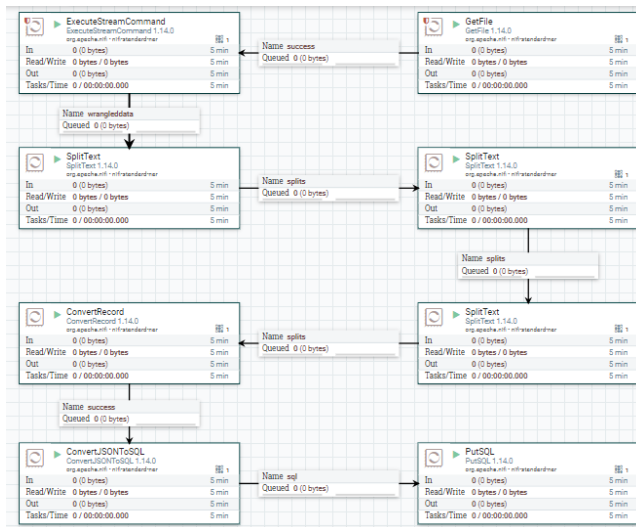 ExecuteStreamCommand
ExecuteStreamCommand 1.14.0
org.apache.nifi - nifi-standard-nar
1
In 0 (0 bytes) 5 min
Read/Write 0 bytes / 0 bytes 5 min
Out 0 (0 bytes) 5 min
Tasks/Time 0 / 00:00:00.000 5 min
Name success
Queued 0 (0 bytes)
GetFile
GetFile 1.14.0
org.apache.nifi - nifi-standard-nar
1
In 0 (0 bytes) 5 min
Read/Write 0 bytes / 0 bytes 5 min
Out 0 (0 bytes) 5 min
Tasks/Time 0 / 00:00:00.000 5 min
Name wrangleddata
Queued 0 (0 bytes)
SplitText
SplitText 1.14.0
org.apache.nifi - nifi-standard-nar
1
In 0 (0 bytes) 5 min
Read/Write 0 bytes / 0 bytes 5 min
Out 0 (0 bytes) 5 min
Tasks/Time 0 / 00:00:00.000 5 min
Name splits
Queued 0 (0 bytes)
SplitText
SplitText 1.14.0
org.apache.nifi - nifi-standard-nar
1
In 0 (0 bytes) 5 min
Read/Write 0 bytes / 0 bytes 5 min
Out 0 (0 bytes) 5 min
Tasks/Time 0 / 00:00:00.000 5 min
Name splits
Queued 0 (0 bytes)
ConvertRecord
ConvertRecord 1.14.0
org.apache.nifi - nifi-standard-nar
1
In 0 (0 bytes) 5 min
Read/Write 0 bytes / 0 bytes 5 min
Out 0 (0 bytes) 5 min
Tasks/Time 0 / 00:00:00.000 5 min
Name splits
Queued 0 (0 bytes)
SplitText
SplitText 1.14.0
org.apache.nifi - nifi-standard-nar
1
In 0 (0 bytes) 5 min
Read/Write 0 bytes / 0 bytes 5 min
Out 0 (0 bytes) 5 min
Tasks/Time 0 / 00:00:00.000 5 min
Name success
Queued 0 (0 bytes)
ConvertJSONToSQL
ConvertJSONToSQL 1.14.0
org.apache.nifi - nifi-standard-nar
1
In 0 (0 bytes) 5 min
Read/Write 0 bytes / 0 bytes 5 min
Out 0 (0 bytes) 5 min
Tasks/Time 0 / 00:00:00.000 5 min
Name sql
Queued 0 (0 bytes)
PutSQL
PutSQL 1.14.0
org.apache.nifi - nifi-standard-nar
1
In 0 (0 bytes) 5 min
Read/Write 0 bytes / 0 bytes 5 min
Out 0 (0 bytes) 5 min
Tasks/Time 0 / 00:00:00.000 5 min